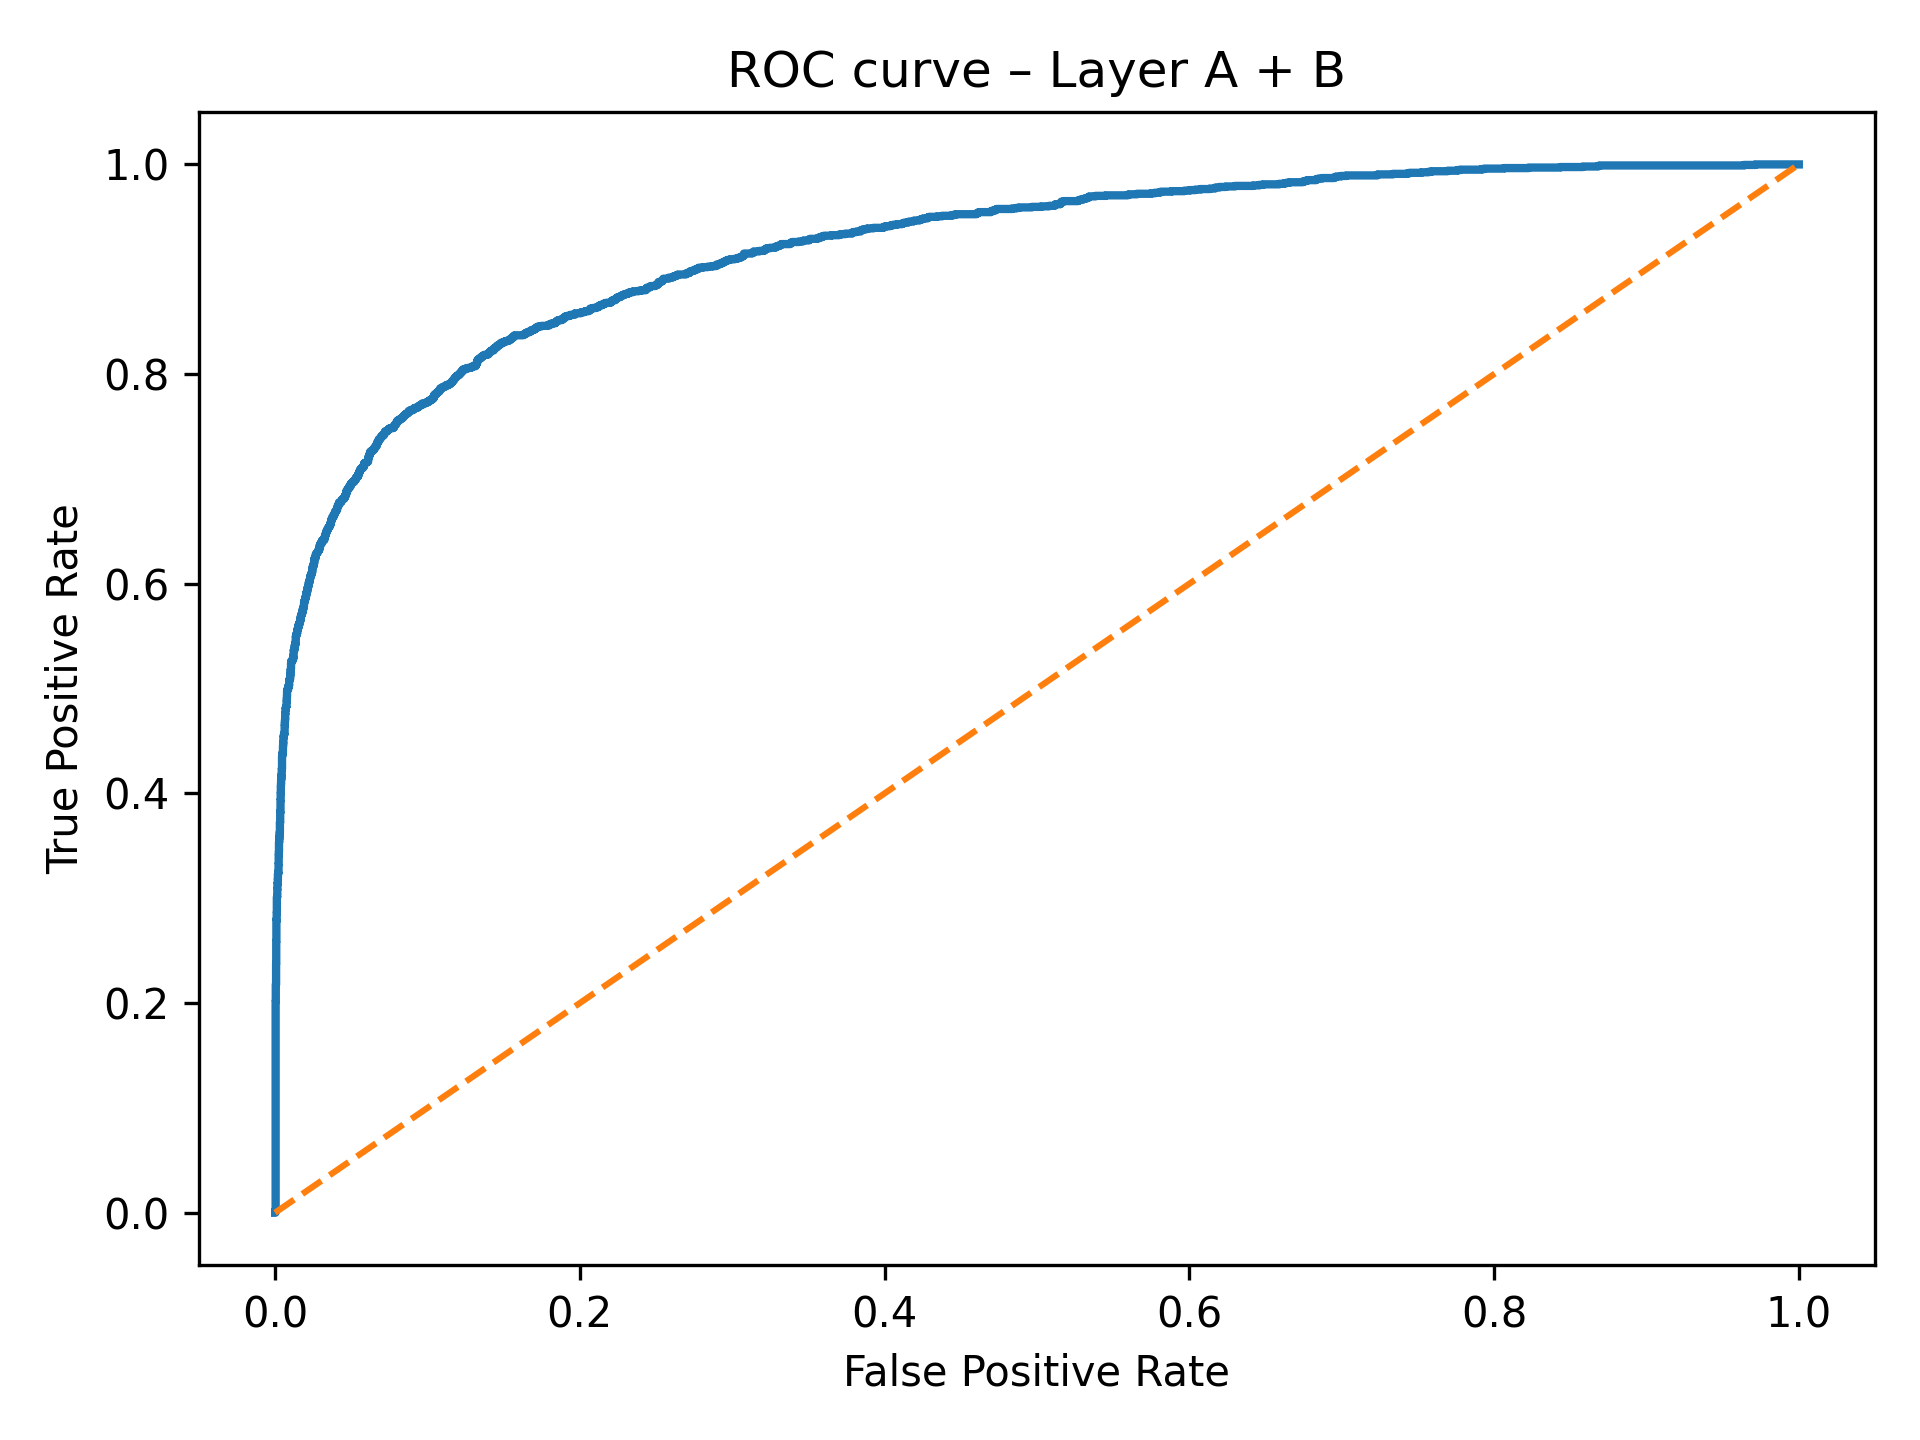 ROC curve – Layer A + B
True Positive Rate
1.0
0.8
0.6
0.4
0.2
0.0
0.0 0.2 0.4 0.6 0.8 1.0
False Positive Rate